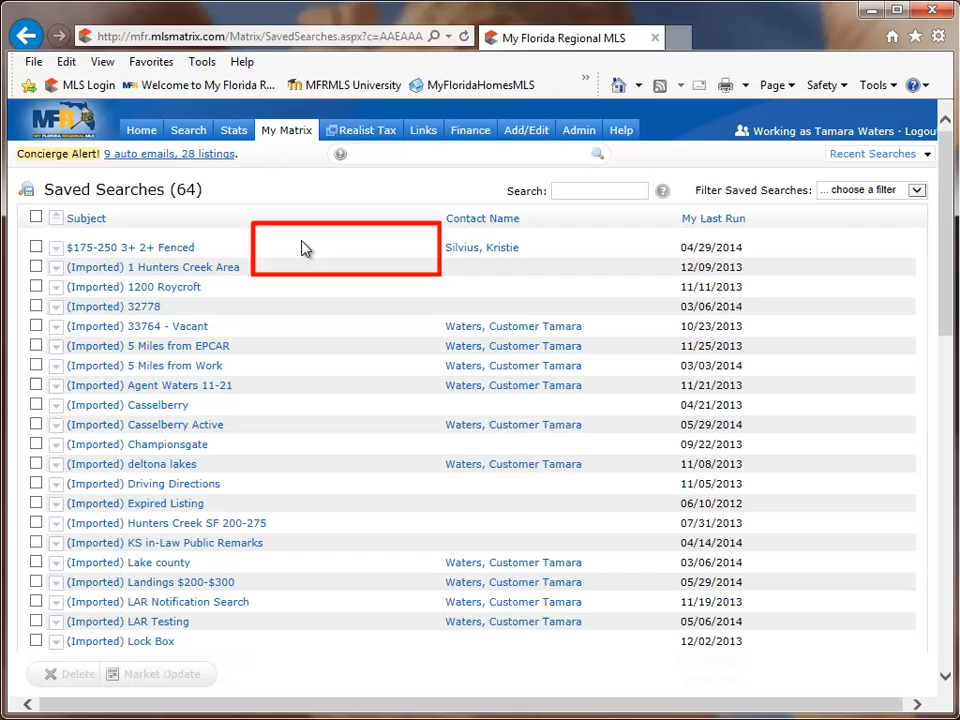 http://mfr.mlsmatrix.com/Matrix/SavedSearches.aspx?c=AAEAAA
My Florida Regional MLS
File Edit View Favorites Tools Help
MLS Login Welcome to My Florida R... MFRMLS University MyFloridaHomesMLS Page Safety Tools
MFR
MY FLORIDA REGIONAL MLS
Home Search Stats My Matrix Realist Tax Links Finance Add/Edit Admin Help Working as Tamara Waters - Logou
Concierge Alert! 9 auto emails, 28 listings. Recent Searches
Saved Searches (64) Search: Filter Saved Searches: ... choose a filter
Subject Contact Name My Last Run
$175-250 3+ 2+ Fenced Silvius, Kristie 04/29/2014
(Imported) 1 Hunters Creek Area 12/09/2013
(Imported) 1200 Roycroft 11/11/2013
(Imported) 32778 03/06/2014
(Imported) 33764 - Vacant Waters, Customer Tamara 10/23/2013
(Imported) 5 Miles from EPCAR Waters, Customer Tamara 11/25/2013
(Imported) 5 Miles from Work Waters, Customer Tamara 03/03/2014
(Imported) Agent Waters 11-21 Waters, Customer Tamara 11/21/2013
(Imported) Casselberry 04/21/2013
(Imported) Casselberry Active Waters, Customer Tamara 05/29/2014
(Imported) Championsgate 09/22/2013
(Imported) deltona lakes Waters, Customer Tamara 11/08/2013
(Imported) Driving Directions 11/05/2013
(Imported) Expired Listing 06/10/2012
(Imported) Hunters Creek SF 200-275 07/31/2013
(Imported) KS in-Law Public Remarks 04/14/2014
(Imported) Lake county Waters, Customer Tamara 03/06/2014
(Imported) Landings $200-$300 Waters, Customer Tamara 05/29/2014
(Imported) LAR Notification Search Waters, Customer Tamara 11/19/2013
(Imported) LAR Testing Waters, Customer Tamara 05/06/2014
(Imported) Lock Box 12/02/2013
Delete Market Update